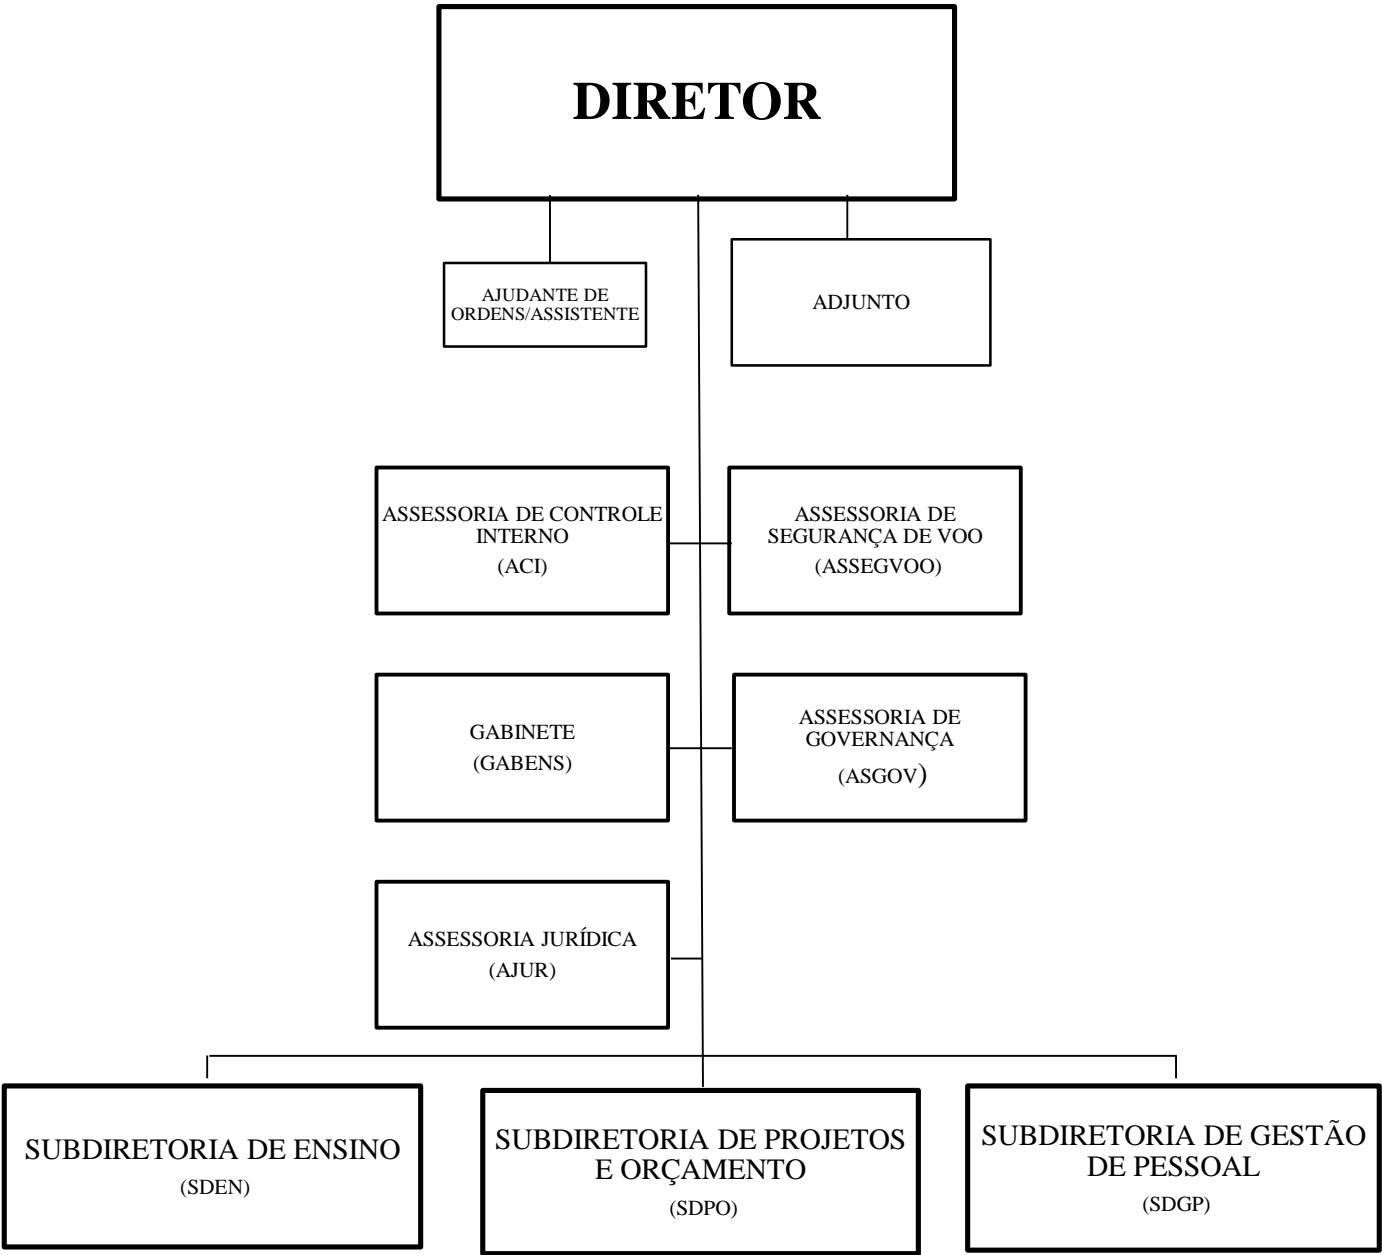 DIRETOR
AJUDANTE DE
ORDENS/ASSISTENTE
ADJUNTO
ASSESSORIA DE CONTROLE
INTERNO
(ACI)
ASSESSORIA DE
SEGURANÇA DE VOO
(ASSEGVOO)
GABINETE
(GABENS)
ASSESSORIA DE
GOVERNANÇA
(ASGOV)
ASSESSORIA JURÍDICA
(AJUR)
SUBDIRETORIA DE ENSINO
(SDEN)
SUBDIRETORIA DE PROJETOS
E ORÇAMENTO
(SDPO)
SUBDIRETORIA DE GESTÃO
DE PESSOAL
(SDGP)